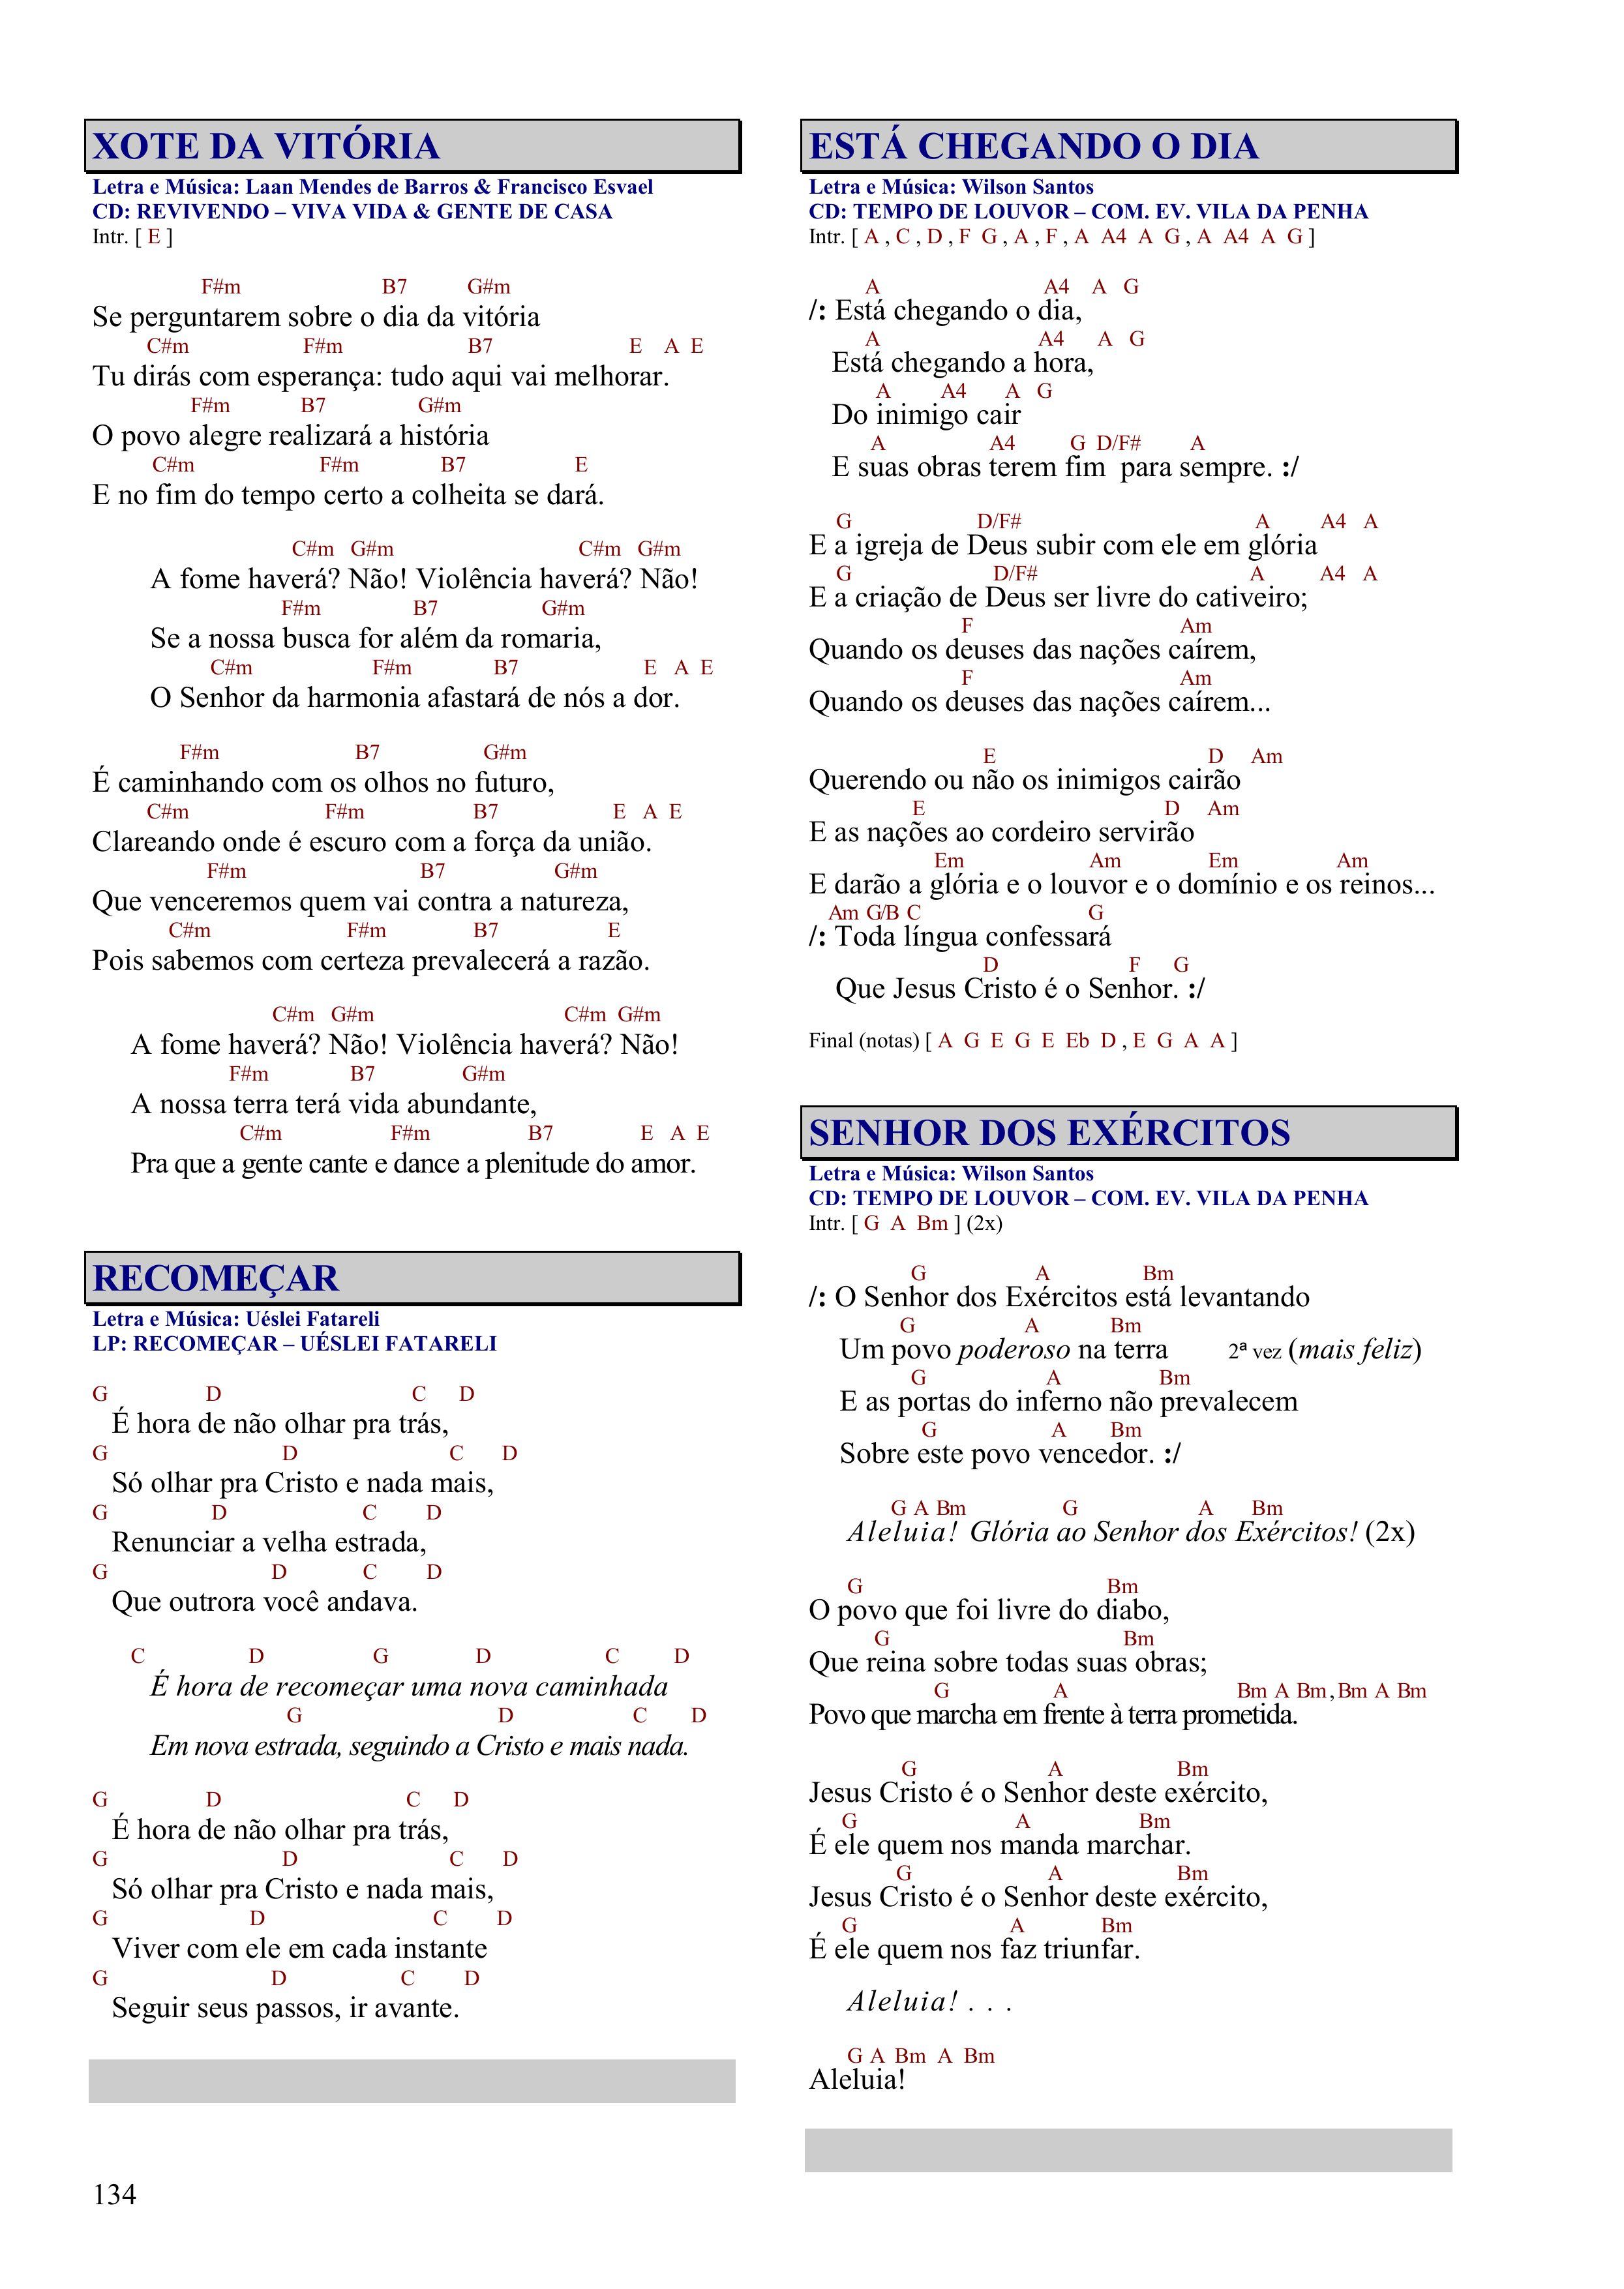 XOTE DA VITÓRIA
Letra e Música: Laan Mendes de Barros & Francisco Esvael
CD: REVIVENDO – VIVA VIDA & GENTE DE CASA
Intr. [ E ]
F#m B7 G#m
Se perguntarem sobre o dia da vitória
C#m F#m B7 E A E
Tu dirás com esperança: tudo aqui vai melhorar.
F#m B7 G#m
O povo alegre realizará a história
C#m F#m B7 E
E no fim do tempo certo a colheita se dará.
C#m G#m C#m G#m
A fome haverá? Não! Violência haverá? Não!
F#m B7 G#m
Se a nossa busca for além da romaria,
C#m F#m B7 E A E
O Senhor da harmonia afastará de nós a dor.
F#m B7 G#m
É caminhando com os olhos no futuro,
C#m F#m B7 E A E
Clareando onde é escuro com a força da união.
F#m B7 G#m
Que venceremos quem vai contra a natureza,
C#m F#m B7 E
Pois sabemos com certeza prevalecerá a razão.
C#m G#m C#m G#m
A fome haverá? Não! Violência haverá? Não!
F#m B7 G#m
A nossa terra terá vida abundante,
C#m F#m B7 E A E
Pra que a gente cante e dance a plenitude do amor.
RECOMEÇAR
Letra e Música: Uéslei Fatareli
LP: RECOMEÇAR – UÉSLEI FATARELI
G D C D
É hora de não olhar pra trás,
G D C D
Só olhar pra Cristo e nada mais,
G D C D
Renunciar a velha estrada,
G D C D
Que outrora você andava.
C D G D C D
É hora de recomeçar uma nova caminhada
G D C D
Em nova estrada, seguindo a Cristo e mais nada.
G D C D
É hora de não olhar pra trás,
G D C D
Só olhar pra Cristo e nada mais,
G D C D
Viver com ele em cada instante
G D C D
Seguir seus passos, ir avante.
134
ESTÁ CHEGANDO O DIA
Letra e Música: Wilson Santos
CD: TEMPO DE LOUVOR – COM. EV. VILA DA PENHA
Intr. [ A , C , D , F G , A , F , A A4 A G , A A4 A G ]
A A4 A G
/: Está chegando o dia,
A A4 A G
Está chegando a hora,
A A4 A G
Do inimigo cair
A A4 G D/F# A
E suas obras terem fim para sempre. :/
G D/F# A A4 A
E a igreja de Deus subir com ele em glória
G D/F# A A4 A
E a criação de Deus ser livre do cativeiro;
F Am
Quando os deuses das nações caírem,
F Am
Quando os deuses das nações caírem...
E D Am
Querendo ou não os inimigos cairão
E D Am
E as nações ao cordeiro servirão
Em Am Em Am
E darão a glória e o louvor e o domínio e os reinos...
Am G/B C G
/: Toda língua confessará
D F G
Que Jesus Cristo é o Senhor. :/
Final (notas) [ A G E G E Eb D , E G A A ]
SENHOR DOS EXÉRCITOS
Letra e Música: Wilson Santos
CD: TEMPO DE LOUVOR – COM. EV. VILA DA PENHA
Intr. [ G A Bm ] (2x)
G A Bm
/: O Senhor dos Exércitos está levantando
G A Bm
Um povo poderoso na terra 2ª vez (mais feliz)
G A Bm
E as portas do inferno não prevalecem
G A Bm
Sobre este povo vencedor. :/
G A Bm G A Bm
Aleluia! Glória ao Senhor dos Exércitos! (2x)
G Bm
O povo que foi livre do diabo,
G Bm
Que reina sobre todas suas obras;
G A Bm A Bm , Bm A Bm
Povo que marcha em frente à terra prometida.
G A Bm
Jesus Cristo é o Senhor deste exército,
G A Bm
É ele quem nos manda marchar.
G A Bm
Jesus Cristo é o Senhor deste exército,
G A Bm
É ele quem nos faz triunfar.
Aleluia! . . .
G A Bm A Bm
Aleluia!